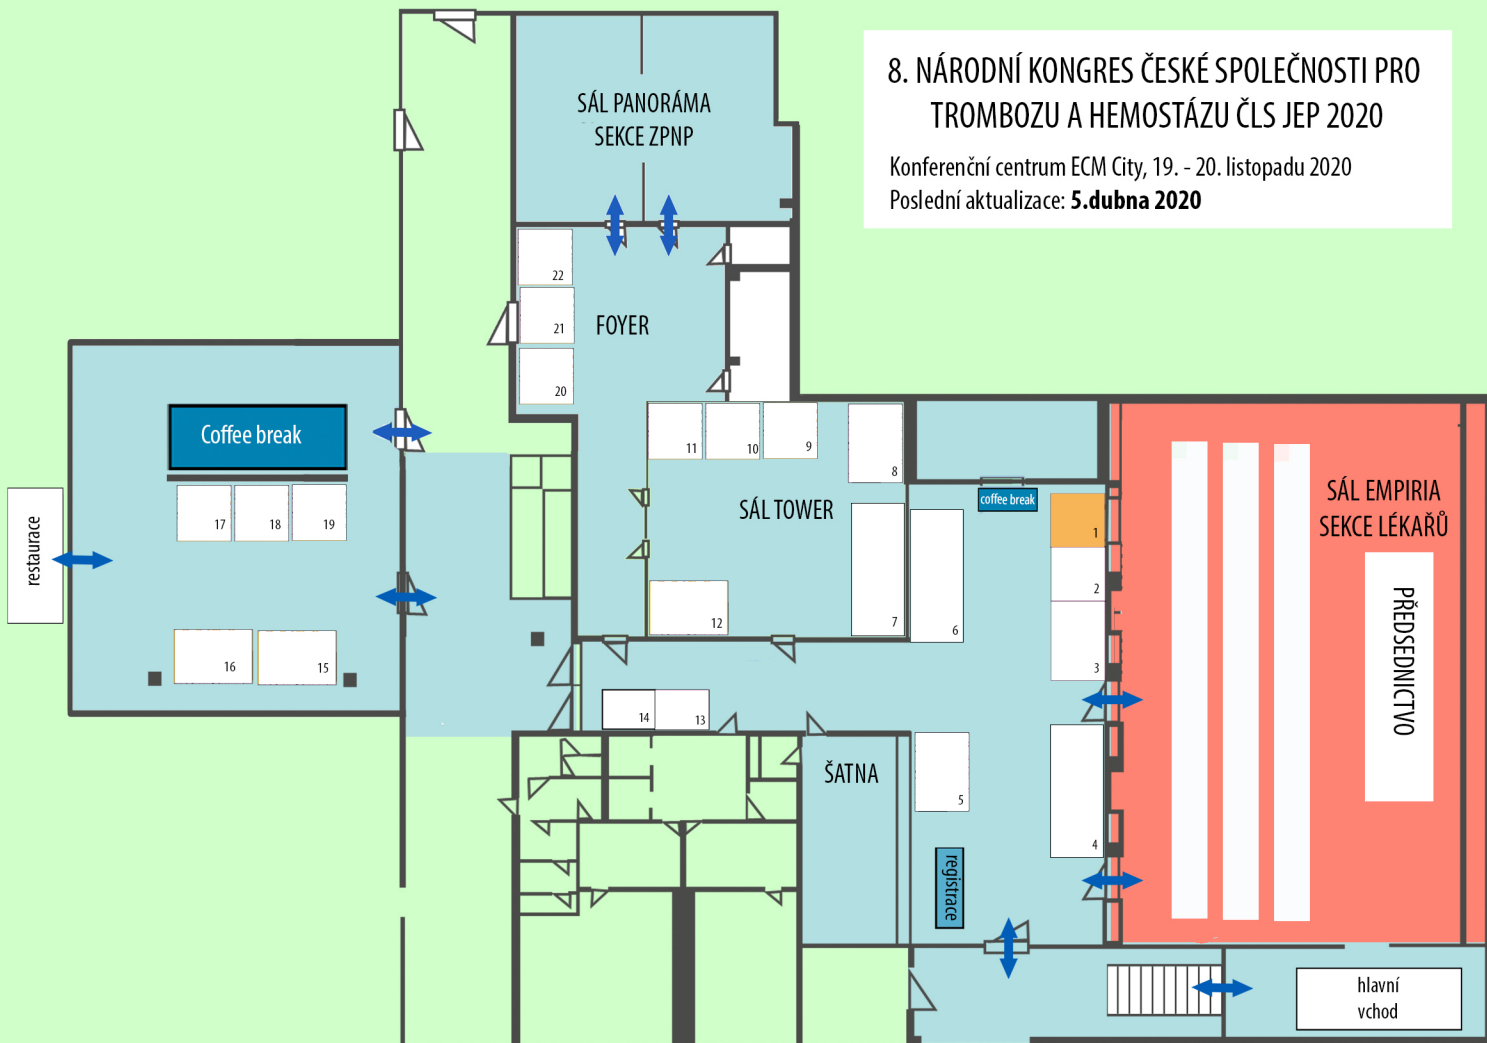 8. NÁRODNÍ KONGRES ČESKÉ SPOLEČNOSTI PRO
TROMBOZU A HEMOSTÁZU ČLS JEP 2020
Konferenční centrum ECM City, 19. - 20. listopadu 2020
Poslední aktualizace: 5.dubna 2020
SÁL PANORÁMA
SEKCE ZPNP
22
21
20
FOYER
Coffee break
17
18
19
restaurace
16
15
11
10
9
8
SÁL TOWER
12
7
6
coffee break
1
2
3
SÁL EMPIRIA
SEKCE LÉKAŘŮ
PŘEDSEDNICTVO
14
13
ŠATNA
5
4
registrace
hlavní
vchod